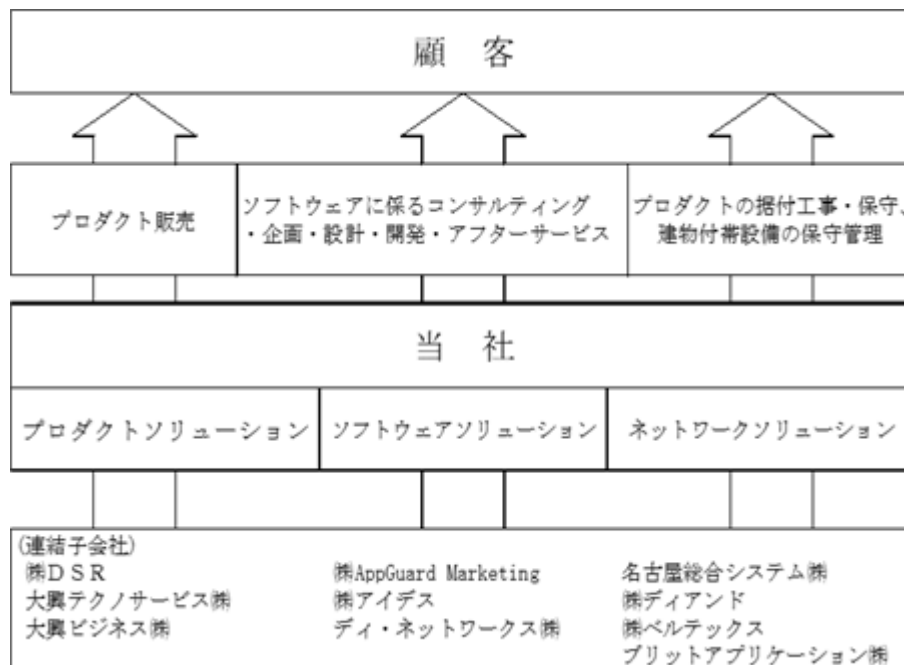 顧 客
プロダクト販売
ソフトウェアに係るコンサルティング
・企画・設計・開発・アフターサービス
プロダクトの据付工事・保守、
建物付帯設備の保守管理
当 社
プロダクトソリューション
ソフトウェアソリューション
ネットワークソリューション
(連結子会社)
㈱ＤＳＲ
大興テクノサービス㈱
大興ビジネス㈱
㈱AppGuard Marketing
㈱アイデス
ディ・ネットワークス㈱
名古屋総合システム㈱
㈱ディアンド
㈱ベルテックス
ブリットアプリケーション㈱